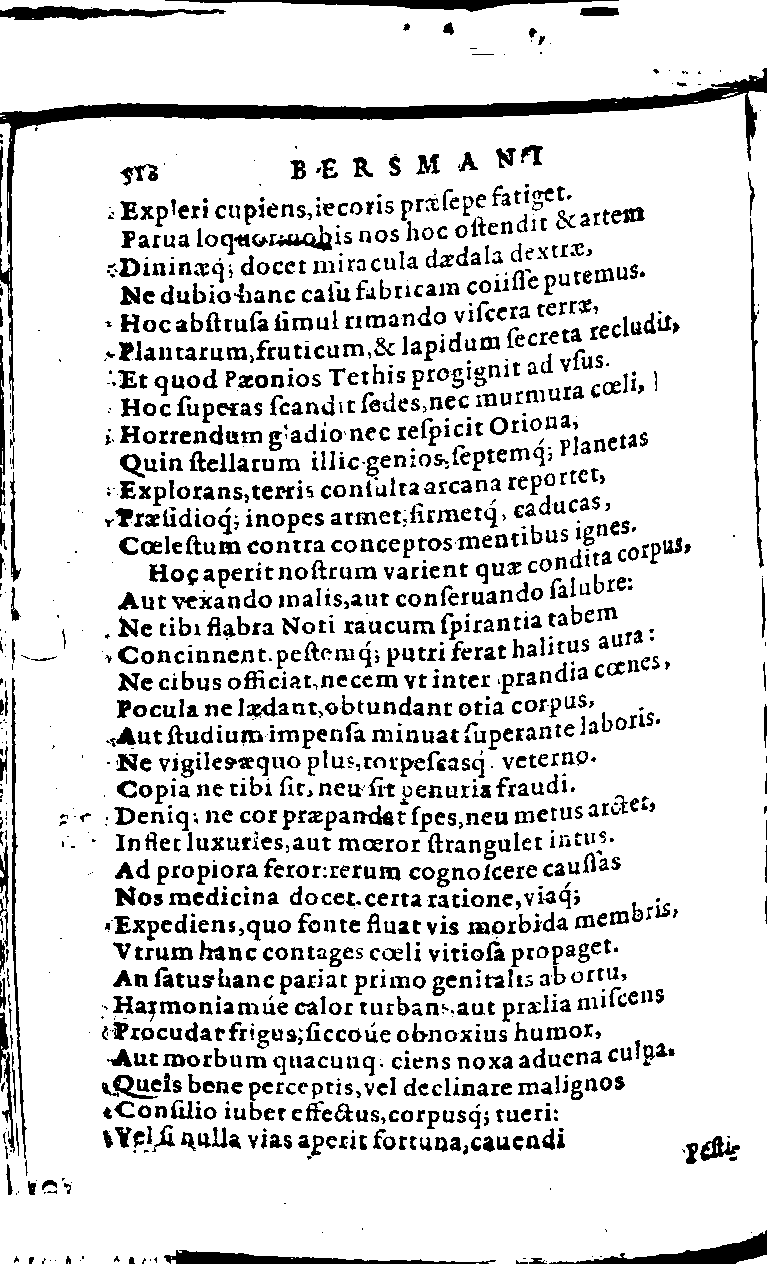 512 BERSMANI
Expleri cupiens, iecoris præsepe fatiget.
Parua loquor: nobis nos hoc ostendit & artem
Diuinæq́; docet miracula dædala dextræ,
Ne dubio hanc casu fabricam coiisse putemus.
Hoc abstrusa simul rimando viscera terræ,
Plantarum, fruticum, & lapidum secreta recludit,
Et quod Pæonios Tethis progignit ad vsus.
Hoc superas scandit sedes, nec murmura cœli,
Horrendum gladio nec respicit Oriona,
Quin stellarum illic genios, septemq́; Planetas
Explorans, terris consulta arcana reportet,
Præsidioq́; inopes armet, firmetq́, caducas,
Cœlestum contra conceptos mentibus ignes.
Hoc aperit nostrum varient quæ condita corpus,
Aut vexando malis, aut conseruando salubre:
Ne tibi flabra Noti raucum spirantia tabem
Concinnent. pestemq́; putri ferat halitus aura:
Ne cibus officiat, necem vt inter prandia cœnes,
Pocula ne lædant, obtundant otia corpus,
Aut studium impensa minuat superante laboris.
Ne vigiles æquo plus, torpescasq́. veterno.
Copia ne tibi sit, neu sit penuria fraudi.
Deniq; ne cor præpandat spes, neu metus arctet,
Inflet luxuries, aut mœror strangulet intus.
Ad propiora feror: rerum cognoscere caussas
Nos medicina docet. certa ratione, viaq́;
Expediens, quo fonte fluat vis morbida membris,
Vtrum hanc contages cœli vitiosa propaget.
An satus hanc pariat primo genitalis ab ortu,
Harmoniamúe calor turbans, aut prælia miscens
Procudat frigus; siccoúe obnoxius humor,
Aut morbum quacunq. ciens noxa aduena culpa.
Queis bene perceptis, vel declinare malignos
Consilio iubet effectus, corpusq́; tueri:
Vel si nulla vias aperit fortuna, cauendi
Pesti-